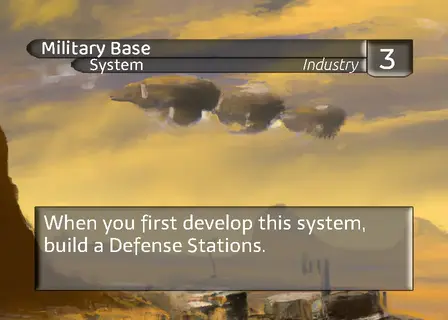 Military Base
System
Industry
3
When you first develop this system,
build a Defense Stations.